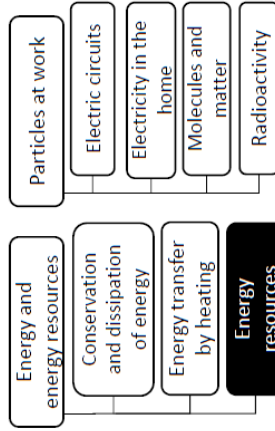 Particles at work
Electric circuits
Electricity in the
home
Molecules and
matter
Radioactivity
Energy and
energy resources
Conservation
and dissipation
of energy
Energy transfer
by heating
Energy
resources